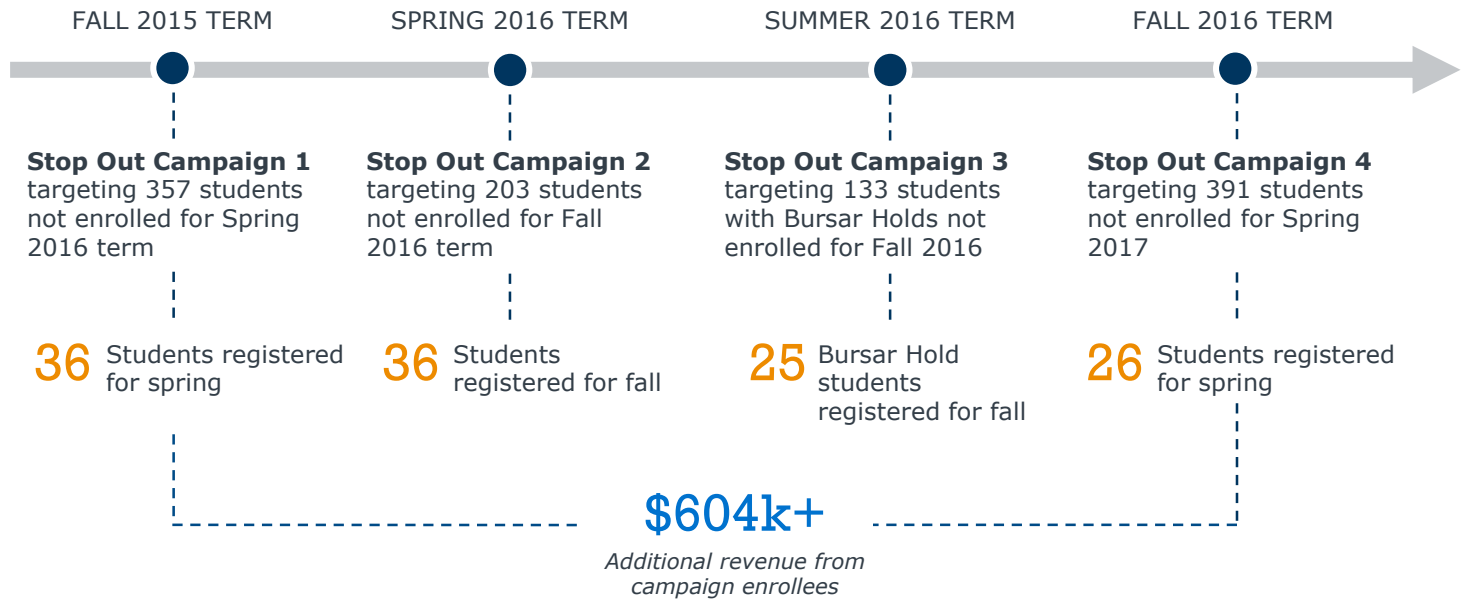 FALL 2015 TERM
SPRING 2016 TERM
SUMMER 2016 TERM
FALL 2016 TERM
Stop Out Campaign 1
targeting 357 students
not enrolled for Spring
2016 term
Stop Out Campaign 2
targeting 203 students
not enrolled for Fall
2016 term
Stop Out Campaign 3
targeting 133 students
with Bursar Holds not
enrolled for Fall 2016
Stop Out Campaign 4
targeting 391 students
not enrolled for Spring
2017
36 Students registered
for spring
36 Students
registered for fall
25 Bursar Hold
students
registered for fall
26 Students registered
for spring
$604k+
Additional revenue from
campaign enrollees